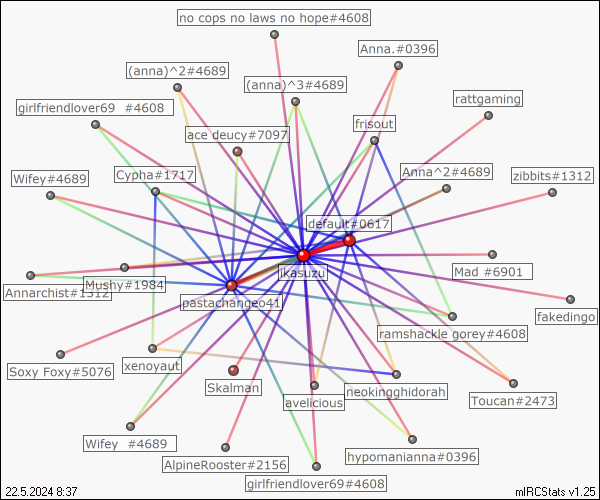 no cops no laws no hope#4608
Anna.#0396
(anna)^2#4689
(anna)^3#4689
rattgaming
girlfriendlover69 #4608
ace deucy#7097
frisout
Wifey#4689
Cypha#1717
Anna^2#4689
zibbits#1312
default#0617
jkasuzu
Mad #6901
Annarchist#1312
Mushy#1984
pastachangeo41
fakedingo
ramshackle gorey#4608
Soxy Foxy#5076
xenoyaut
Skalman
avelicious
neokingghidorah
Toucan#2473
Wifey #4689
AlpineRooster#2156
hypomanianna#0396
girlfriendlover69#4608
22.5.2024 8:37
mIRCStats v1.25